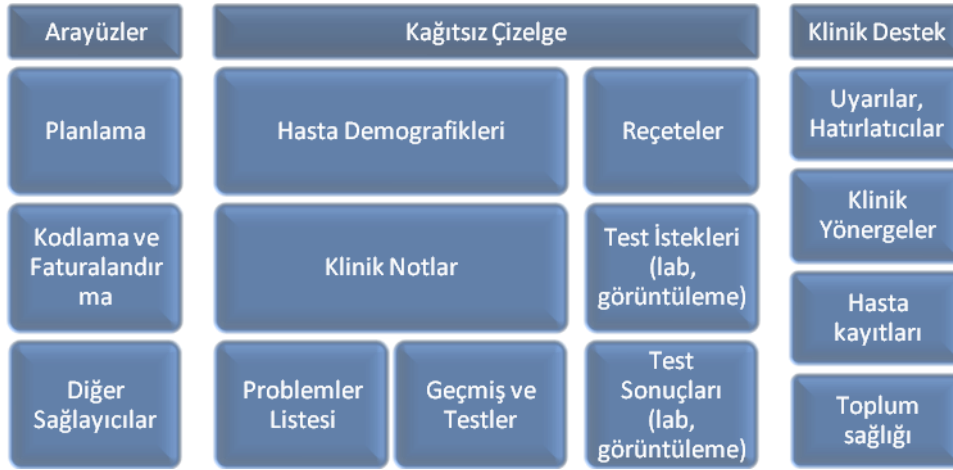 Arayüzler
Kağıtsız Çizelge
Klinik Destek
Planlama
Hasta Demografikleri
Reçeteler
Uyarılar,
Hatırlatıcılar
Kodlama ve
Faturalandır
ma
Klinik Notlar
Test İstekleri
(lab,
görüntüleme)
Klinik
Yönergeler
Hasta
kayıtları
Diğer
Sağlayıcılar
Problemler
Listesi
Geçmiş ve
Testler
Test
Sonuçları
(lab,
görüntüleme)
Toplum
sağlığı